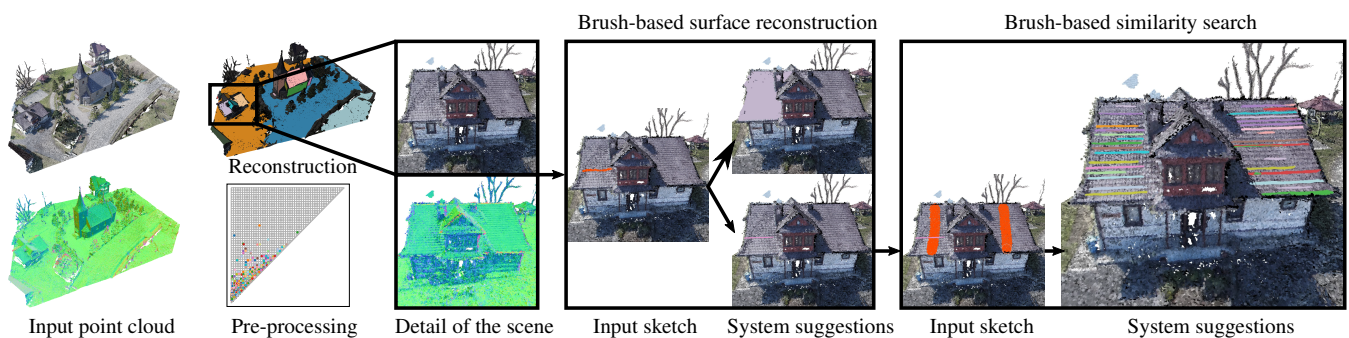 Brush-based surface reconstruction
Brush-based similarity search
Reconstruction
Input point cloud
Pre-processing
Detail of the scene
Input sketch
System suggestions
Input sketch
System suggestions